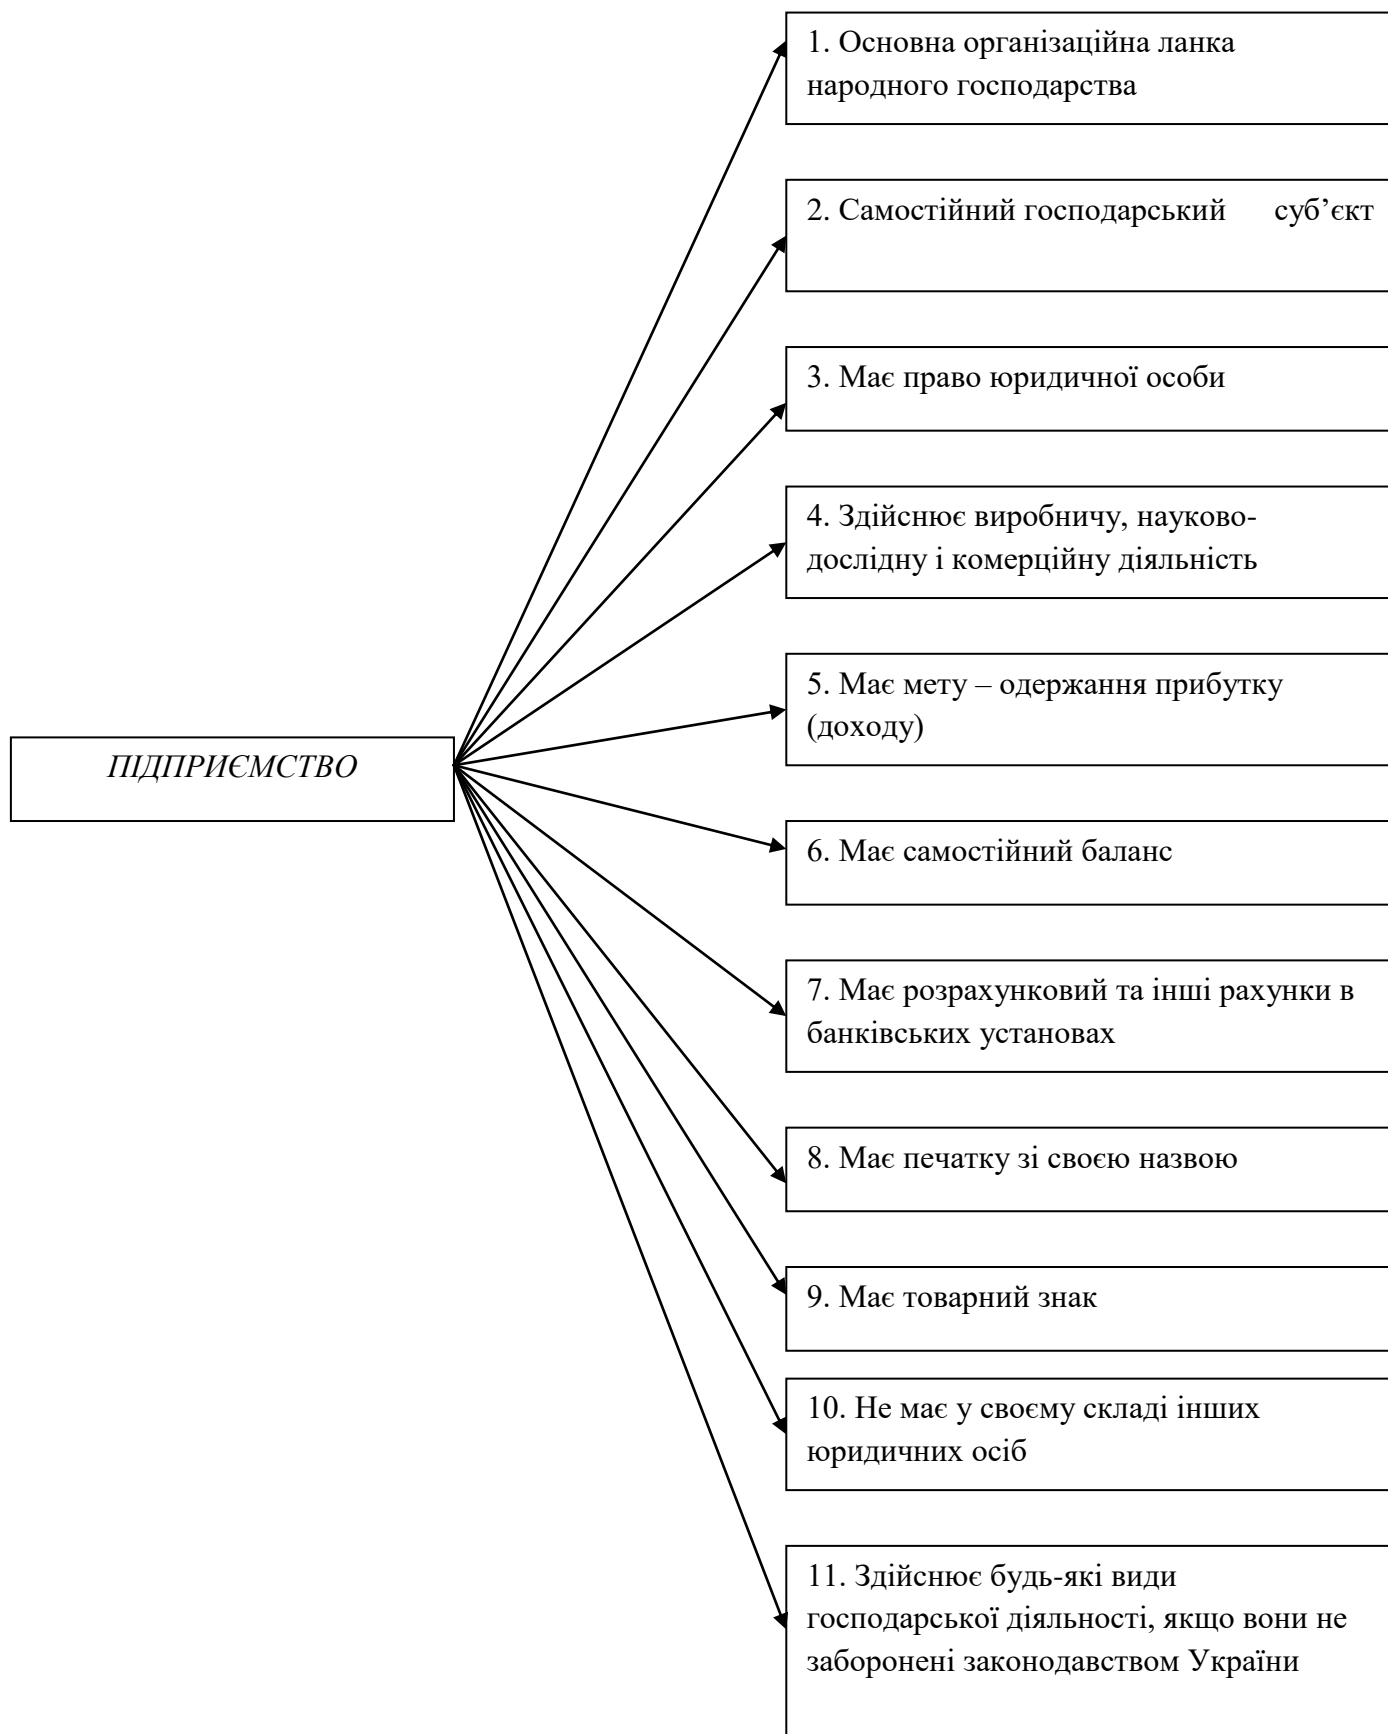 1. Основна організаційна ланка
народного господарства
2. Самостійний господарський суб’єкт
3. Має право юридичної особи
4. Здійснює виробничу, науково-
дослідну і комерційну діяльність
5. Має мету – одержання прибутку
(доходу)
ПІДПРИЄМСТВО
6. Має самостійний баланс
7. Має розрахунковий та інші рахунки в
банківських установах
8. Має печатку зі своєю назвою
9. Має товарний знак
10. Не має у своєму складі інших
юридичних осіб
11. Здійснює будь-які види
господарської діяльності, якщо вони не
заборонені законодавством України